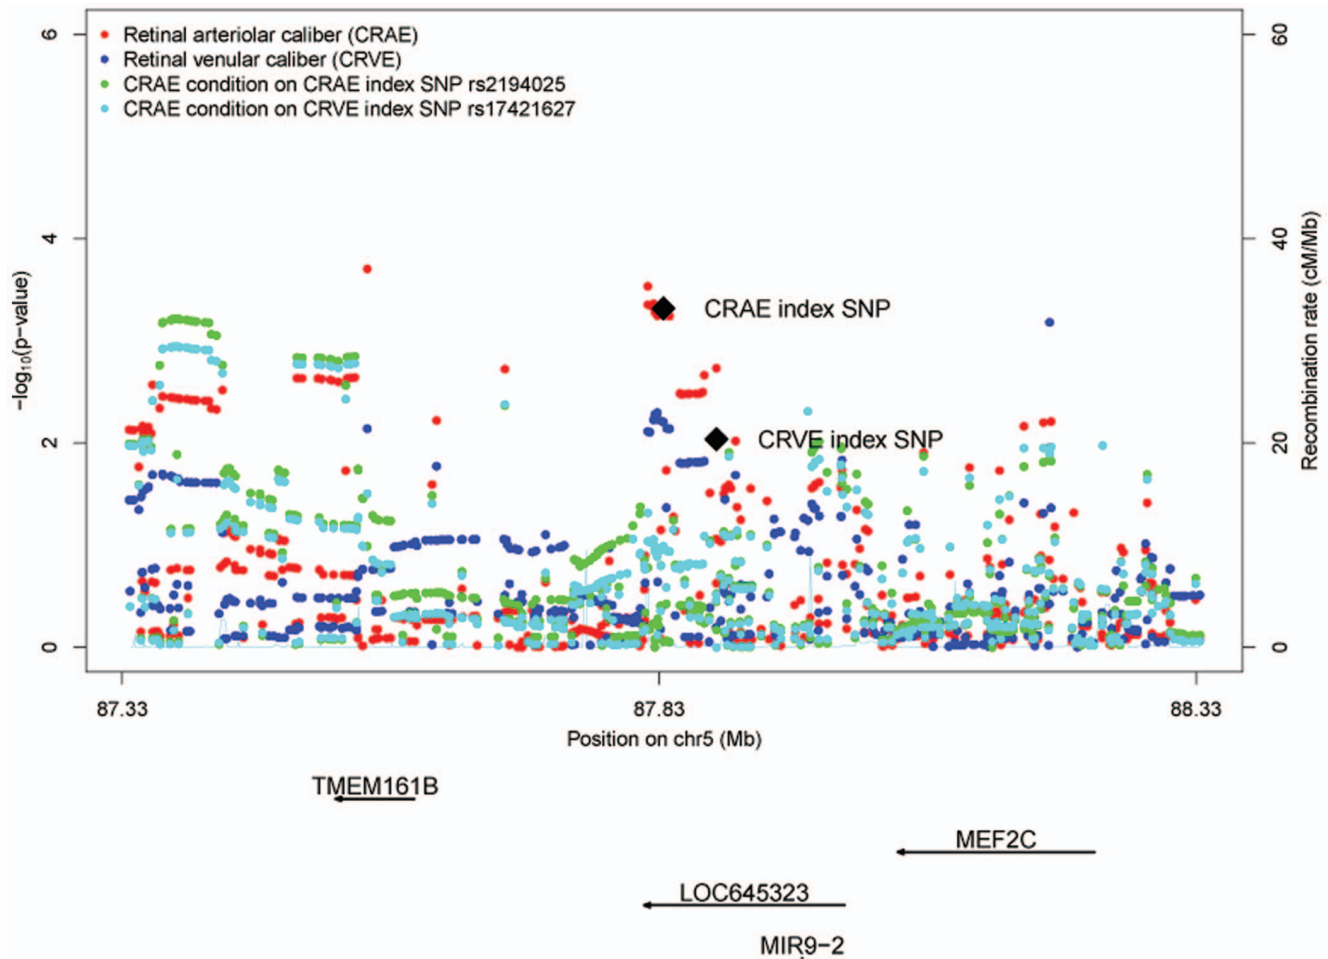 6
60
Retinal arteriolar caliber (CRAE)
Retinal venular caliber (CRVE)
CRAE condition on CRAE index SNP rs2194025
CRAE condition on CRVE index SNP rs17421627
4
40
−log10(p−value)
Recombination rate (cM/Mb)
CRAE index SNP
CRVE index SNP
2
20
0
0
87.33
87.83
88.33
Position on chr5 (Mb)
TMEM161B
MEF2C
LOC645323
MIR9−2